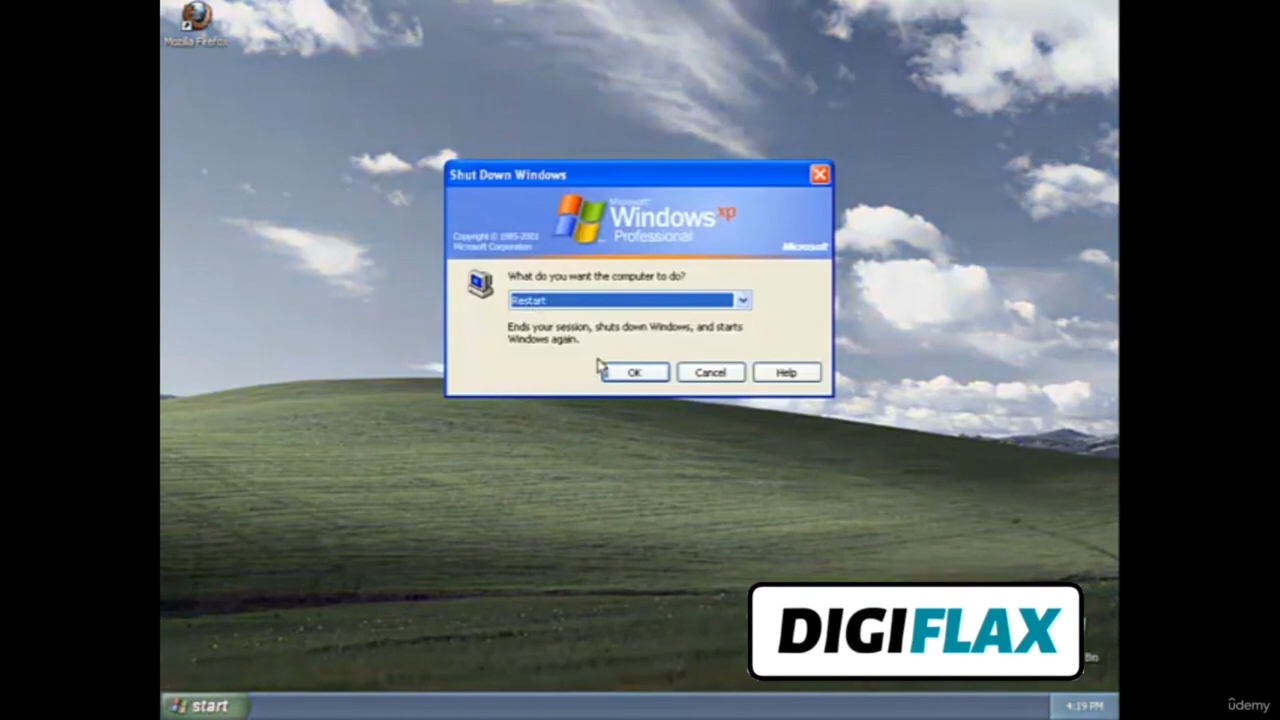 Mozilla Firefox
Shut Down Windows
Microsoft
Windows xp
Professional
Copyright © 1985-2001
Microsoft Corporation
Microsoft
What do you want the computer to do?
Restart
Ends your session, shuts down Windows, and starts
Windows again.
OK
Cancel
Help
DIGIFLAX
Bin
start
4:19 PM
ûdemy